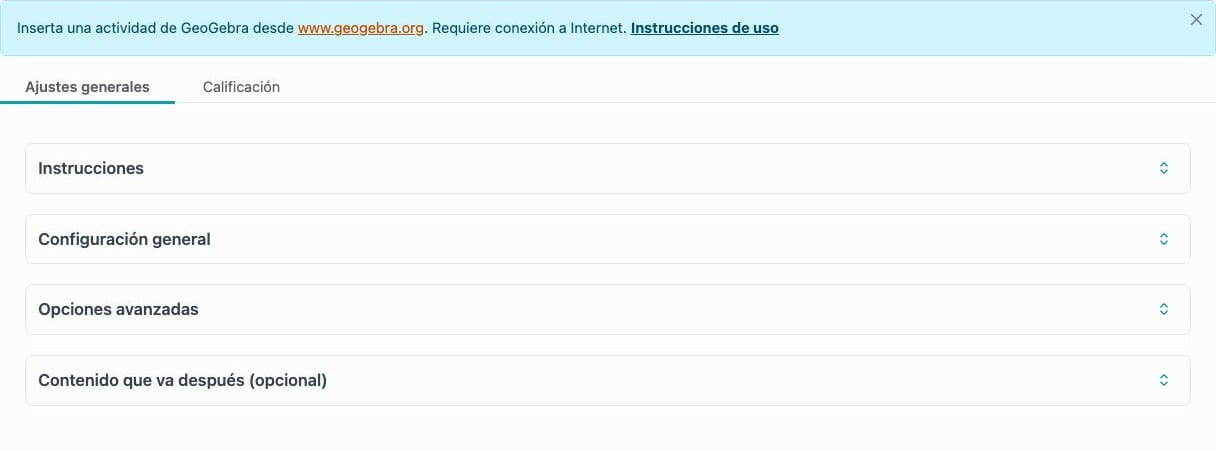 Inserta una actividad de GeoGebra desde www.geogebra.org. Requiere conexión a Internet. Instrucciones de uso
Ajustes generales
Calificación
Instrucciones
Configuración general
Opciones avanzadas
Contenido que va después (opcional)